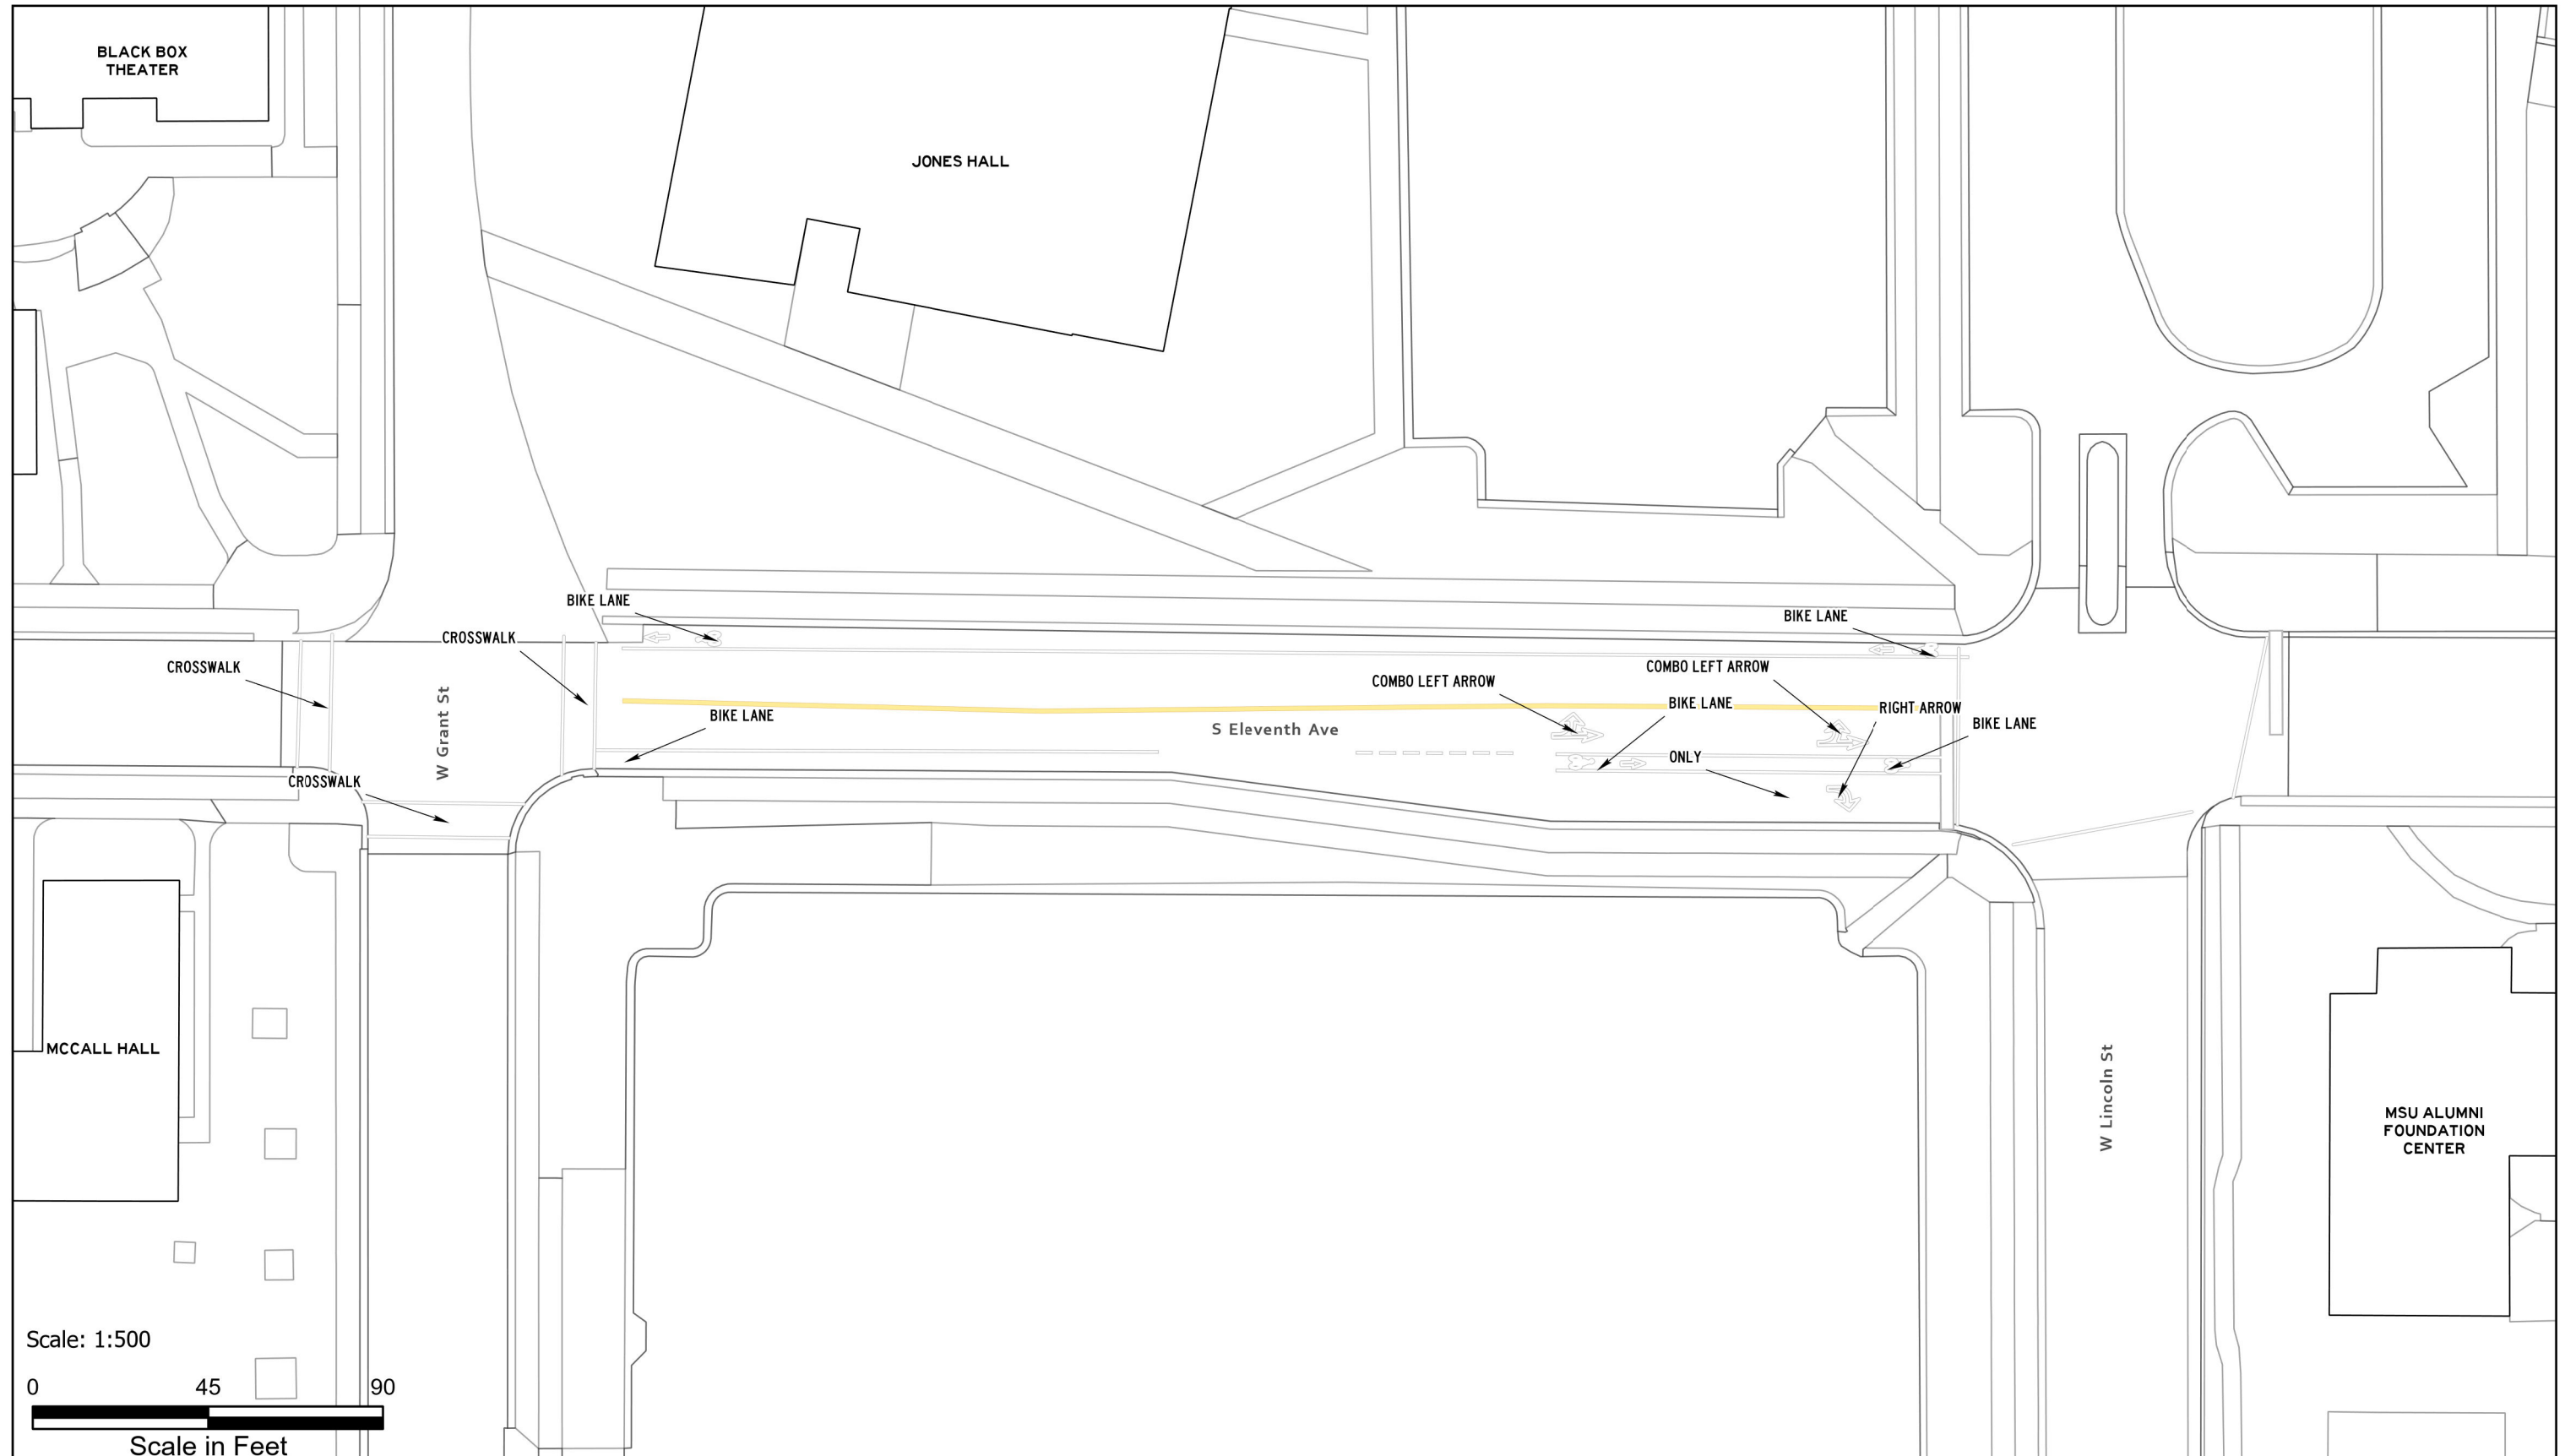 BLACK BOX
THEATER
JONES HALL
BIKE LANE
BIKE LANE
CROSSWALK
CROSSWALK
COMBO LEFT ARROW
COMBO LEFT ARROW
BIKE LANE
RIGHT ARROW
BIKE LANE
BIKE LANE
W Grant St
S Eleventh Ave
ONLY
CROSSWALK
MCCALL HALL
W Lincoln St
MSU ALUMNI
FOUNDATION
CENTER
Scale: 1:500
0 45 90
Scale in Feet